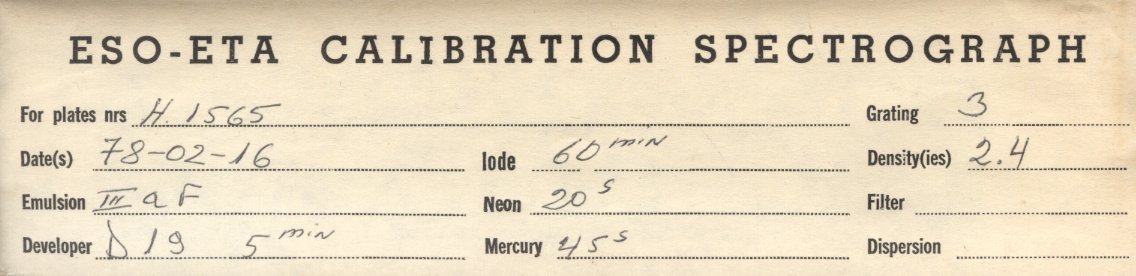 ESO-ETA CALIBRATION SPECTROGRAPH
For plates nrs H. 1565 Grating 3
Date(s) 78-02-16 Iode 60 min Density(ies) 2.4
Emulsion III a F Neon 20 s Filter
Developer D 19 5 min Mercury 45 s Dispersion